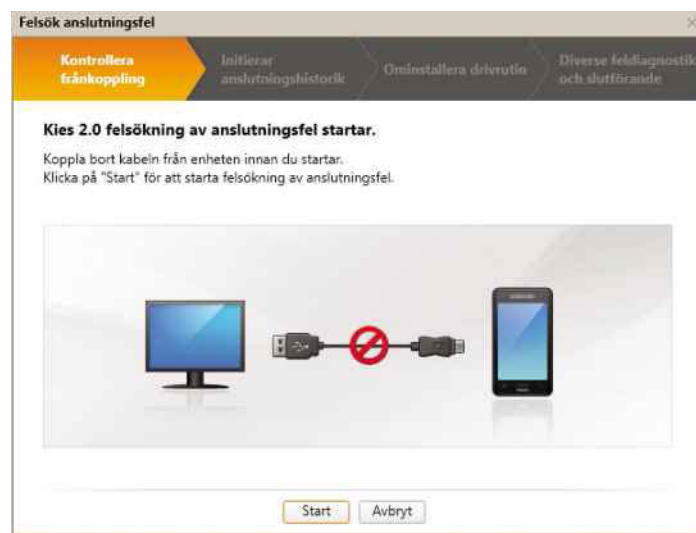 Felsök anslutningsfel
Kontrollera
frånkoppling
Initierar
anslutningshistorik
Ominstallera drivrutin
Diverse feldiagnostik
och slutförande
Kies 2.0 felsökning av anslutningsfel startar.
Koppla bort kabeln från enheten innan du startar.
Klicka på "Start" för att starta felsökning av anslutningsfel.
SAMSUNG
Start
Avbryt